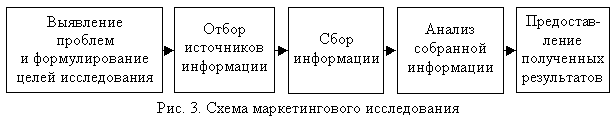 Выявление
проблем
и формулирование
целей исследования
Отбор
источников
информации
Сбор
информации
Анализ
собранной
информации
Предостав-
ление
полученных
результатов
Рис. 3. Схема маркетингового исследования